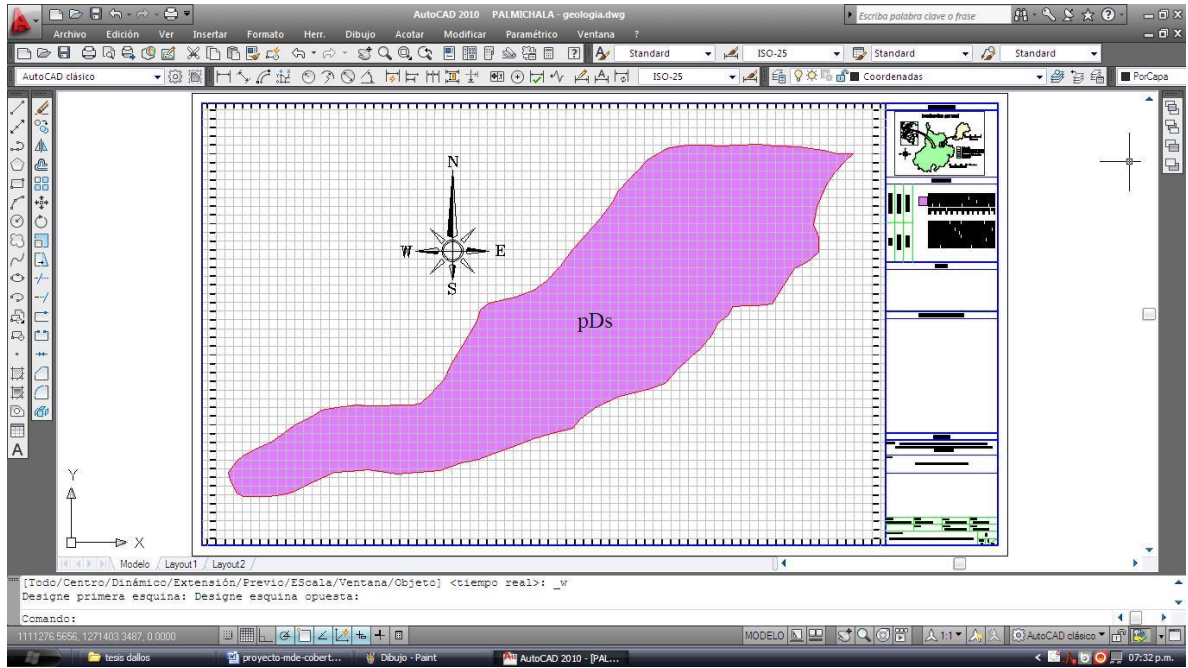 AutoCAD 2010 PALMICHALA - geologia.dwg
Escriba palabra clave o frase
Archivo Edición Ver Insertar Formato Herr. Dibujo Acotar Modificar Paramétrico Ventana ?
Standard ISO-25 Standard Standard
AutoCAD clásico ISO-25 Coordenadas PorCapa
N
W E
S
pDs
Y
X
Modelo Layout1 Layout2
[Todo/Centro/Dinámico/Extensión/Previo/EScala/Ventana/Objeto] <tiempo real>: _w
Designe primera esquina: Designe esquina opuesta:
Comando:
1111276.5656, 1271403.3487, 0.0000 MODELO 1:1 AutoCAD clásico
tesis dallos proyecto-mde-cobert... Dibujo - Paint AutoCAD 2010 - [PAL... 07:32 p.m.